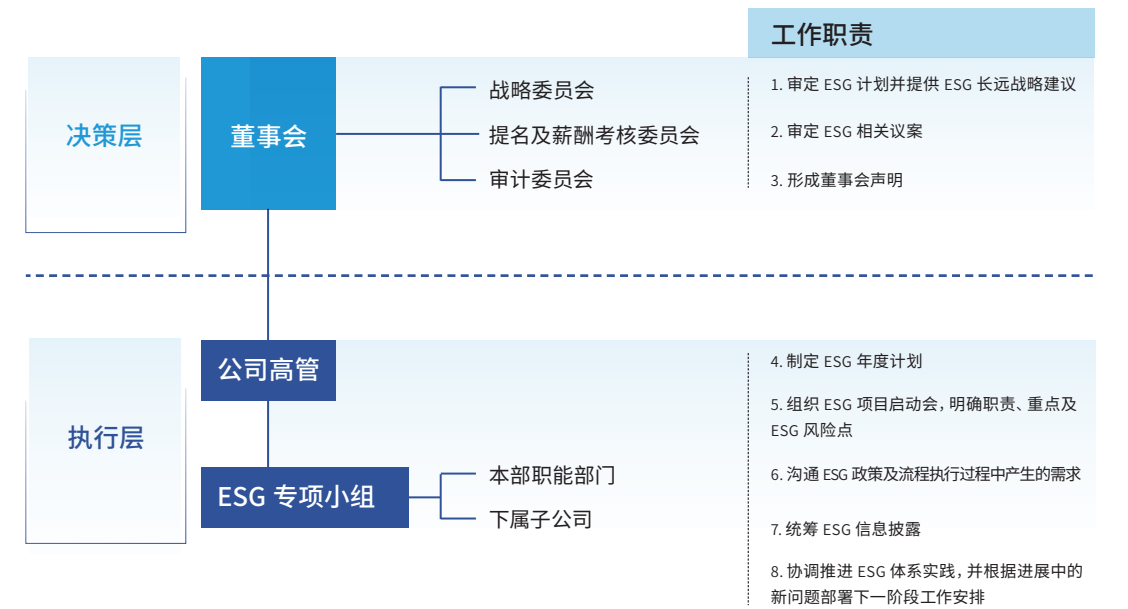 工作职责
决策层
董事会
战略委员会
提名及薪酬考核委员会
审计委员会
1. 审定 ESG 计划并提供 ESG 长远战略建议
2. 审定 ESG 相关议案
3. 形成董事会声明
执行层
公司高管
ESG 专项小组
本部职能部门
下属子公司
4. 制定 ESG 年度计划
5. 组织 ESG 项目启动会，明确职责、重点及
ESG 风险点
6. 沟通 ESG 政策及流程执行过程中产生的需求
7. 统筹 ESG 信息披露
8. 协调推进 ESG 体系实践，并根据进展中的
新问题部署下一阶段工作安排